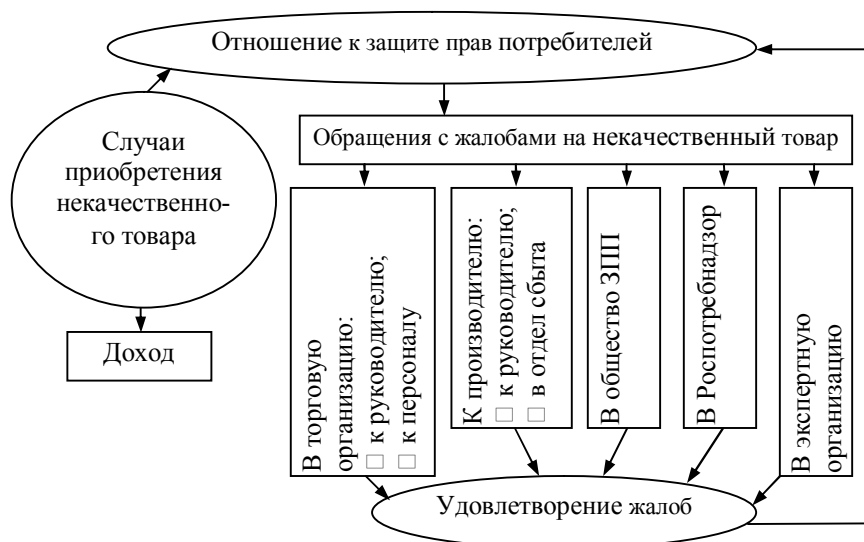 Отношение к защите прав потребителей
Случаи
приобретения
некачественно-
го товара
Доход
Обращения с жалобами на некачественный товар
В торговую
организацию:
□ к руководителю;
□ к персоналу
К производителю:
□ к руководителю;
□ в отдел сбыта
В общество ЗПП
В Роспотребнадзор
В экспертную
организацию
Удовлетворение жалоб